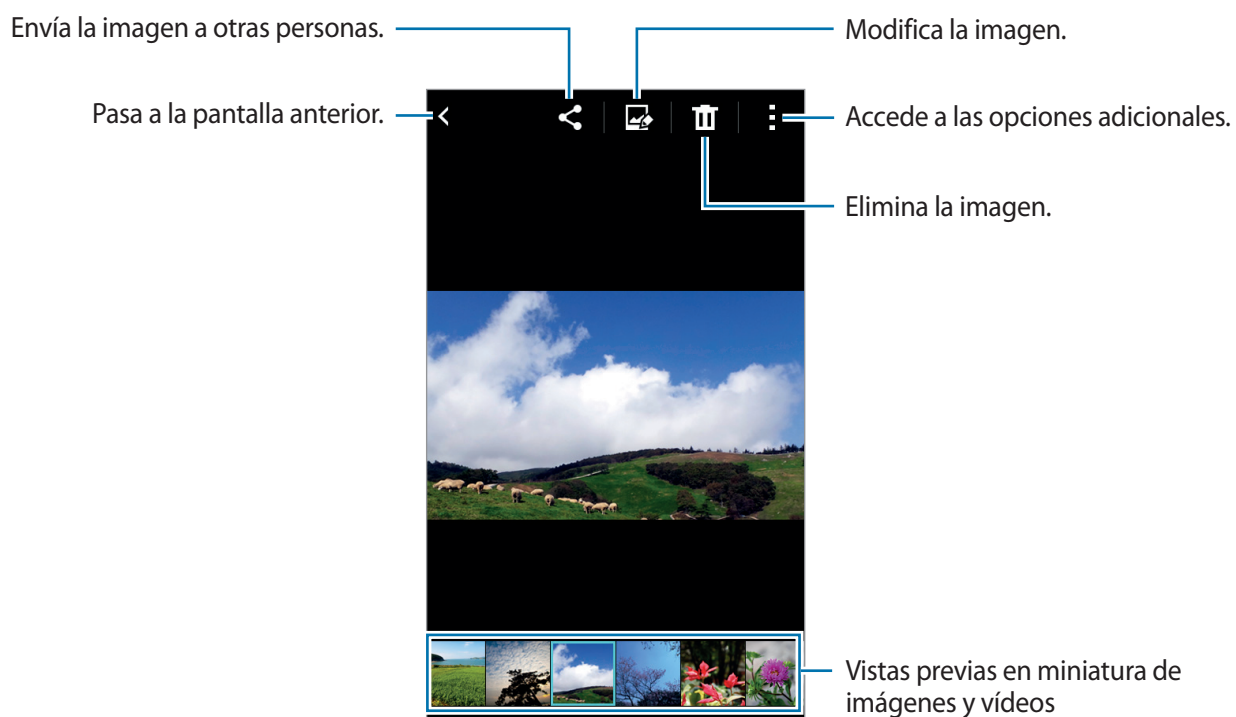 Envía la imagen a otras personas.
Modifica la imagen.
Pasa a la pantalla anterior.
Accede a las opciones adicionales.
Elimina la imagen.
Vistas previas en miniatura de
imágenes y vídeos